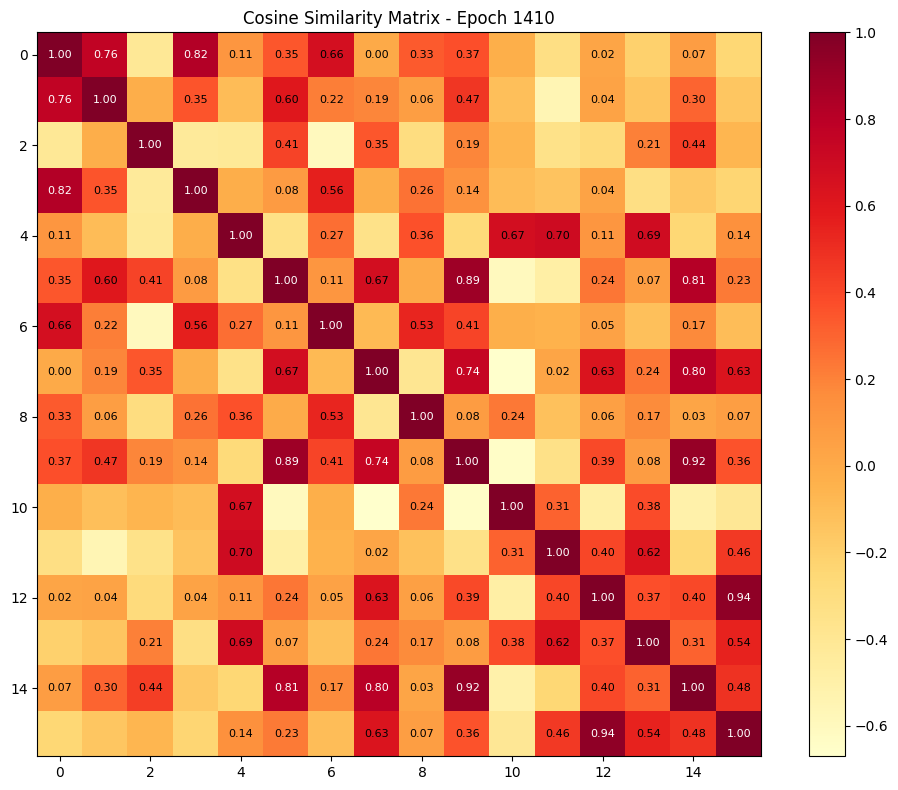 Cosine Similarity Matrix - Epoch 1410
0 1.00 0.76 0.82 0.11 0.35 0.66 0.00 0.33 0.37 0.02 0.07
0.76 1.00 0.35 0.60 0.22 0.19 0.06 0.47 0.04 0.30
2 1.00 0.41 0.35 0.19 0.21 0.44
0.82 0.35 1.00 0.08 0.56 0.26 0.14 0.04
4 0.11 1.00 0.27 0.36 0.67 0.70 0.11 0.69 0.14
0.35 0.60 0.41 0.08 1.00 0.11 0.67 0.89 0.24 0.07 0.81 0.23
6 0.66 0.22 0.56 0.27 0.11 1.00 0.53 0.41 0.05 0.17
0.00 0.19 0.35 0.67 1.00 0.74 0.02 0.63 0.24 0.80 0.63
8 0.33 0.06 0.26 0.36 0.53 1.00 0.08 0.24 0.06 0.17 0.03 0.07
0.37 0.47 0.19 0.14 0.89 0.41 0.74 0.08 1.00 0.39 0.08 0.92 0.36
10 0.67 0.24 1.00 0.31 0.38
0.70 0.02 0.31 1.00 0.40 0.62 0.46
12 0.02 0.04 0.04 0.11 0.24 0.05 0.63 0.06 0.39 0.40 1.00 0.37 0.40 0.94
0.21 0.69 0.07 0.24 0.17 0.08 0.38 0.62 0.37 1.00 0.31 0.54
14 0.07 0.30 0.44 0.81 0.17 0.80 0.03 0.92 0.40 0.31 1.00 0.48
0.14 0.23 0.63 0.07 0.36 0.46 0.94 0.54 0.48 1.00
0 2 4 6 8 10 12 14
1.0
0.8
0.6
0.4
0.2
0.0
−0.2
−0.4
−0.6